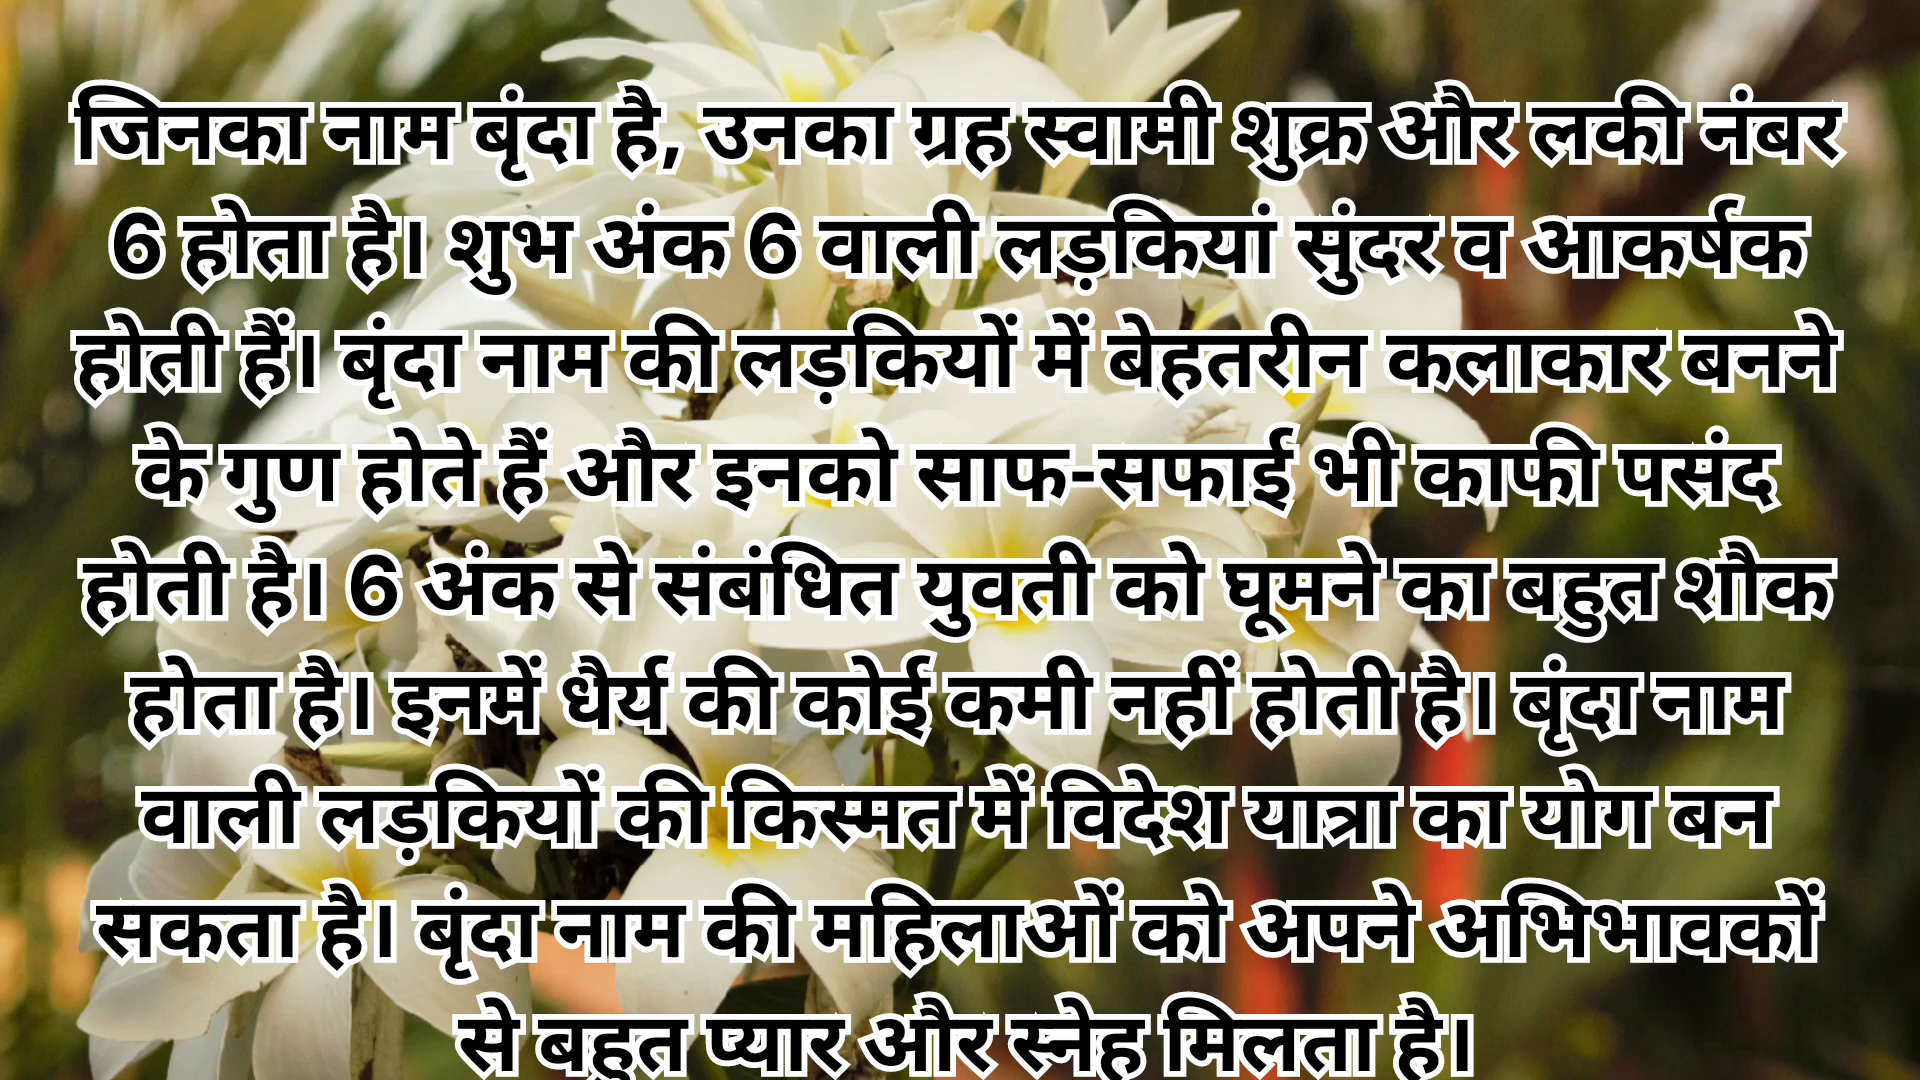 जिनका नाम बृंदा है, उनका ग्रह स्वामी शुक्र और लकी नंबर
6 होता है। शुभ अंक 6 वाली लड़कियां सुंदर व आकर्षक
होती हैं। बृंदा नाम की लड़कियों में बेहतरीन कलाकार बनने
के गुण होते हैं और इनको साफ-सफाई भी काफी पसंद
होती है। 6 अंक से संबंधित युवती को घूमने का बहुत शौक
होता है। इनमें धैर्य की कोई कमी नहीं होती है। बृंदा नाम
वाली लड़कियों की किस्मत में विदेश यात्रा का योग बन
सकता है। बृंदा नाम की महिलाओं को अपने अभिभावकों
से बहुत प्यार और स्नेह मिलता है।